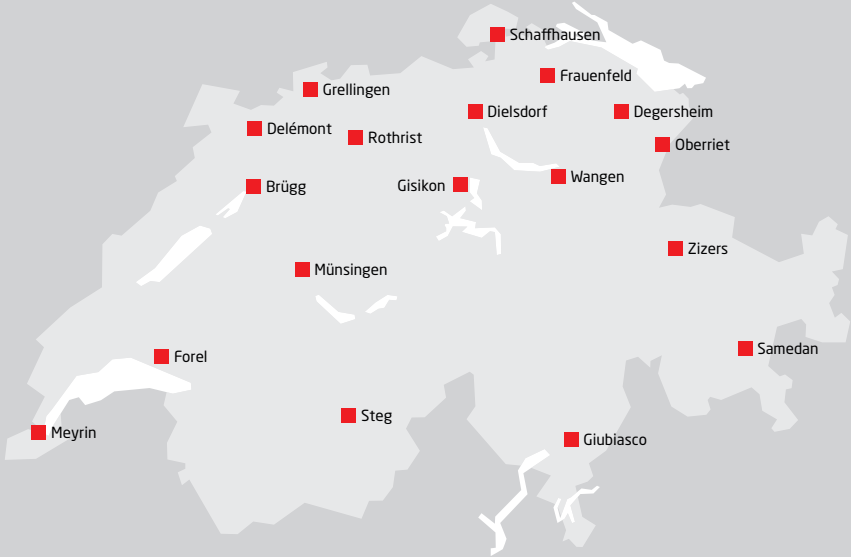 Schaffhausen
Frauenfeld
Grellingen
Dielsdorf
Degersheim
Delémont
Rothrist
Oberriet
Wangen
Gisikon
Brügg
Zizers
Münsingen
Samedan
Forel
Steg
Meyrin
Giubiasco